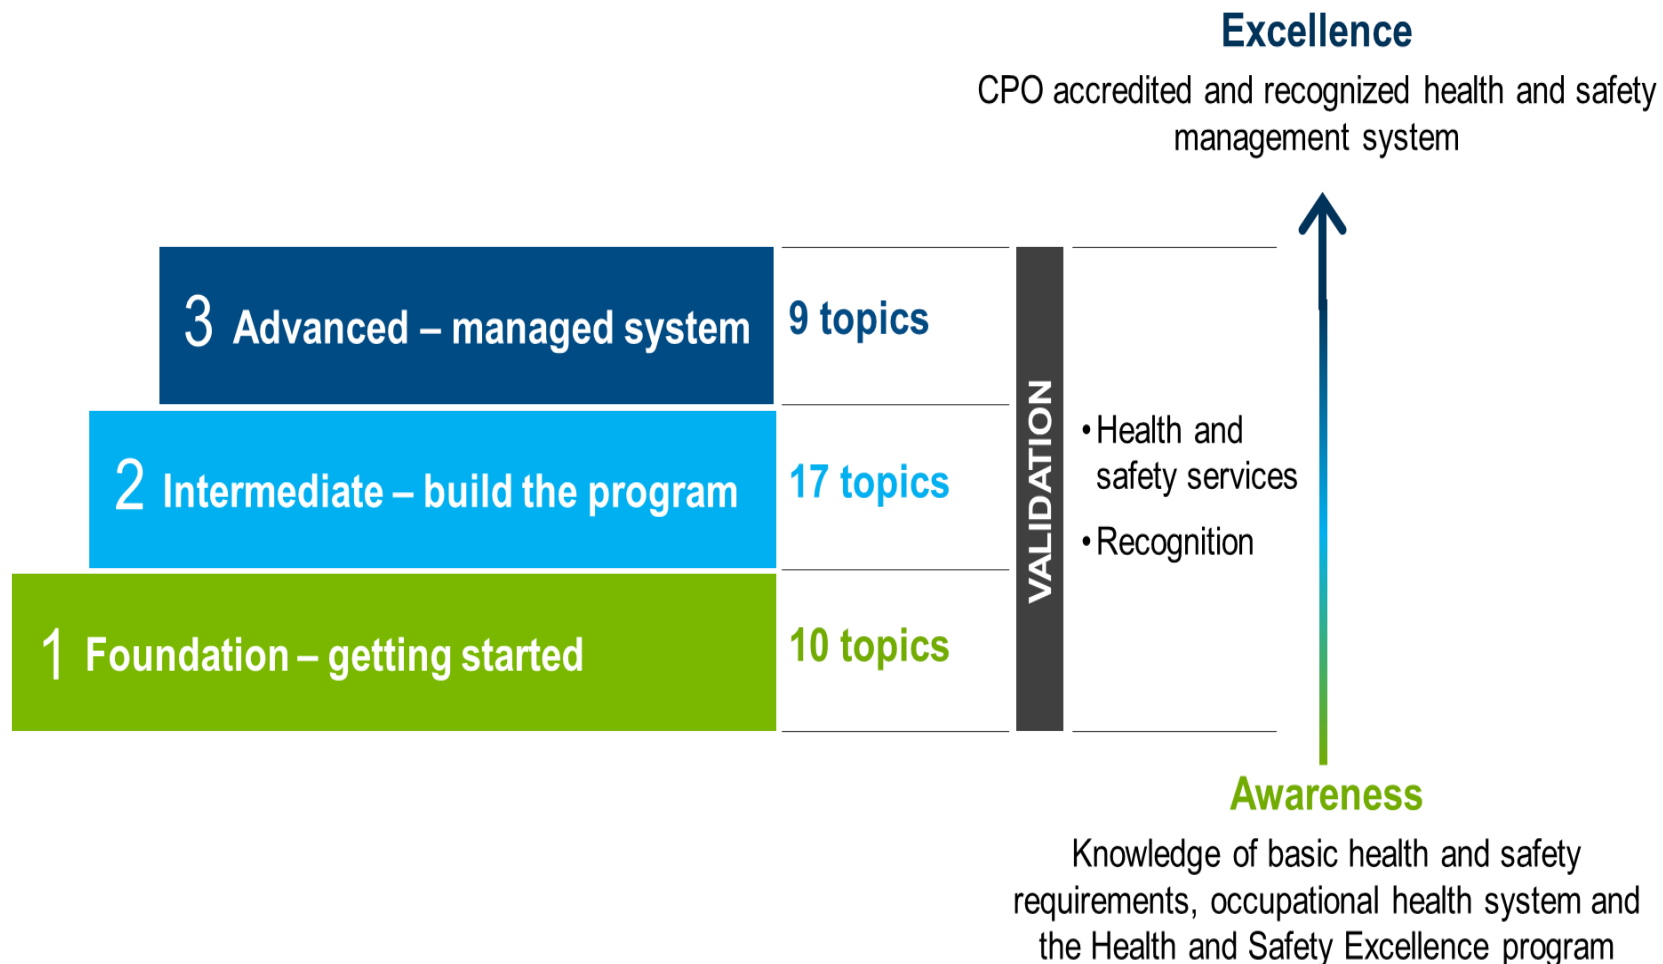 Excellence
CPO accredited and recognized health and safety
management system
3 Advanced – managed system
9 topics
2 Intermediate – build the program
17 topics
1 Foundation – getting started
10 topics
VALIDATION
• Health and
safety services
• Recognition
Awareness
Knowledge of basic health and safety
requirements, occupational health system and
the Health and Safety Excellence program